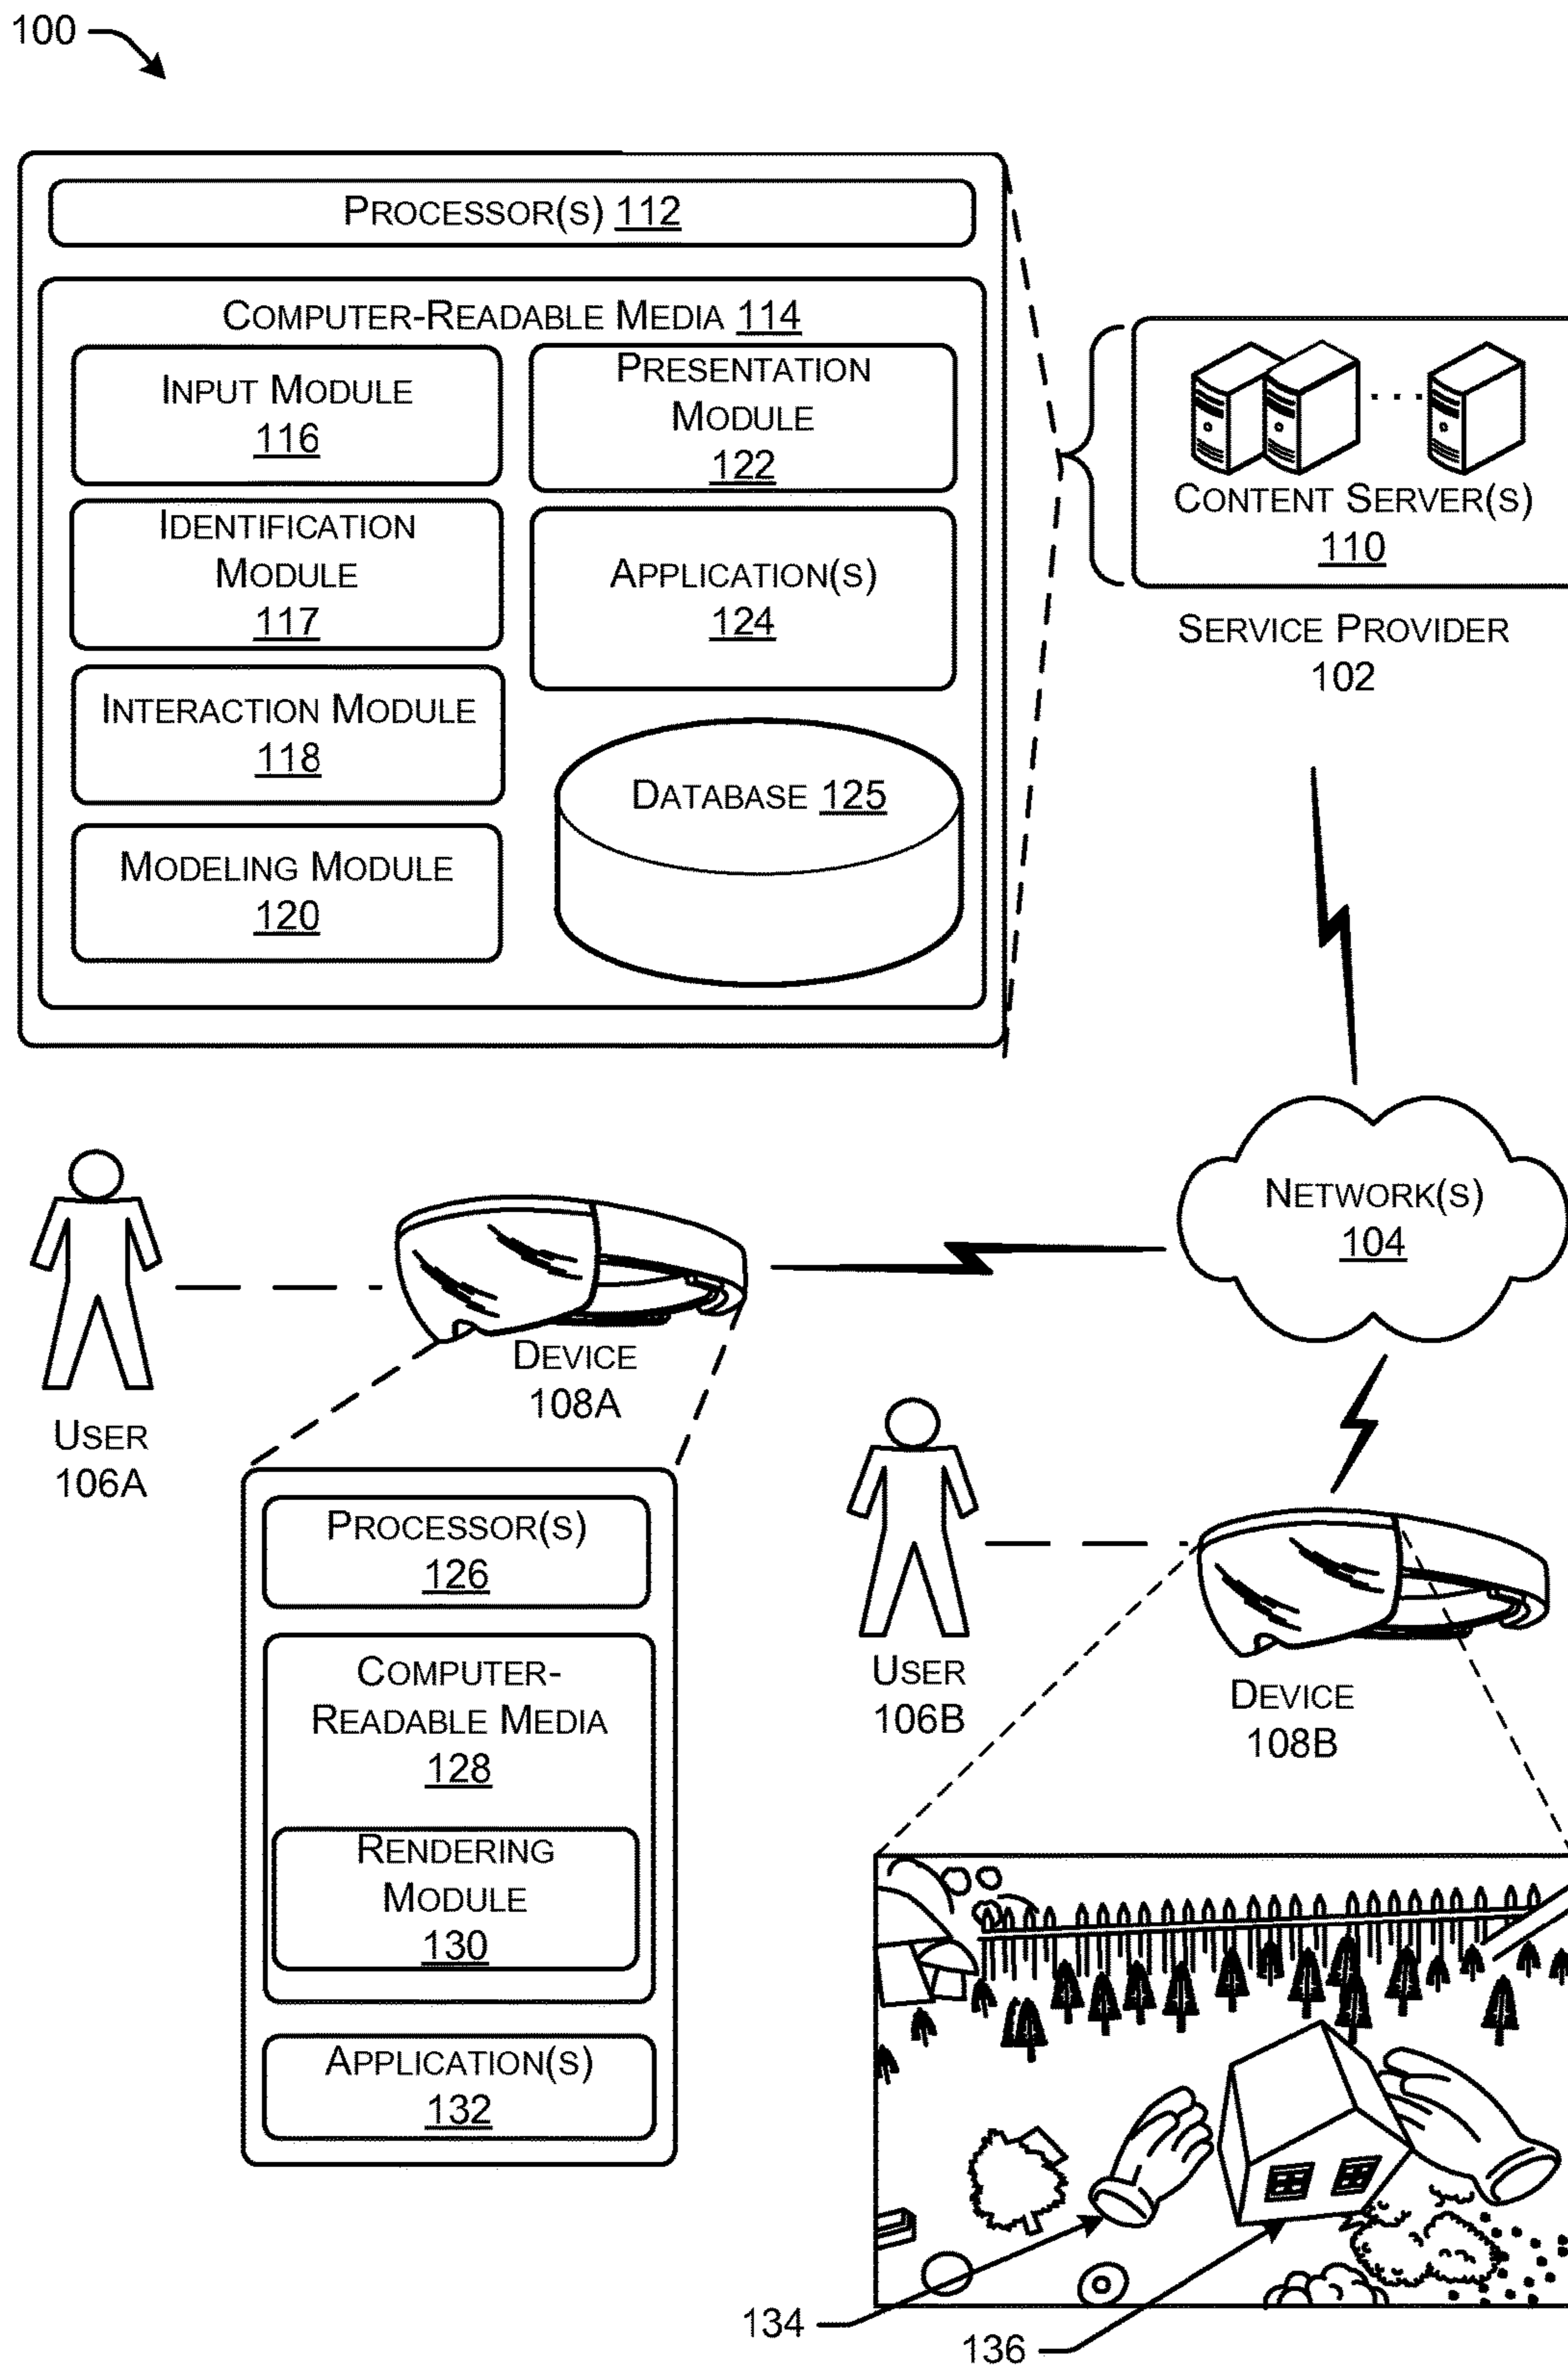 100
PROCESSOR(S) 112
COMPUTER-READABLE MEDIA 114
INPUT MODULE
116
IDENTIFICATION
MODULE
117
INTERACTION MODULE
118
MODELING MODULE
120
PRESENTATION
MODULE
122
APPLICATION(S)
124
DATABASE 125
CONTENT SERVER(S)
110
SERVICE PROVIDER
102
NETWORK(S)
104
USER
106A
DEVICE
108A
PROCESSOR(S)
126
COMPUTER-
READABLE MEDIA
128
RENDERING
MODULE
130
APPLICATION(S)
132
USER
106B
DEVICE
108B
134
136